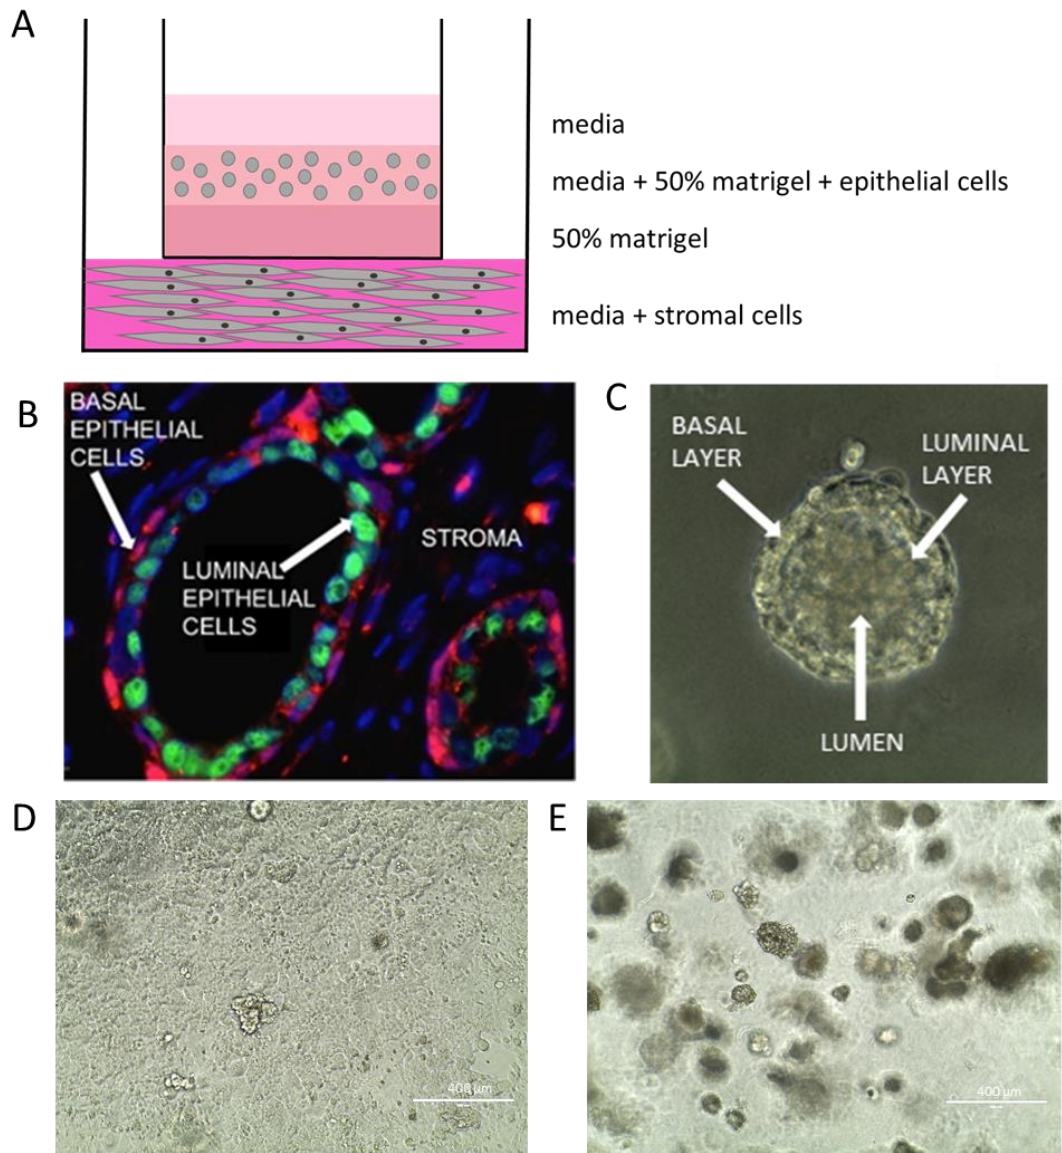 A
media
media + 50% matrigel + epithelial cells
50% matrigel
media + stromal cells
B
BASAL
EPITHELIAL
CELLS
LUMINAL
EPITHELIAL
CELLS
STROMA
C
BASAL
LAYER
LUMINAL
LAYER
LUMEN
D
400 µm
E
400 µm